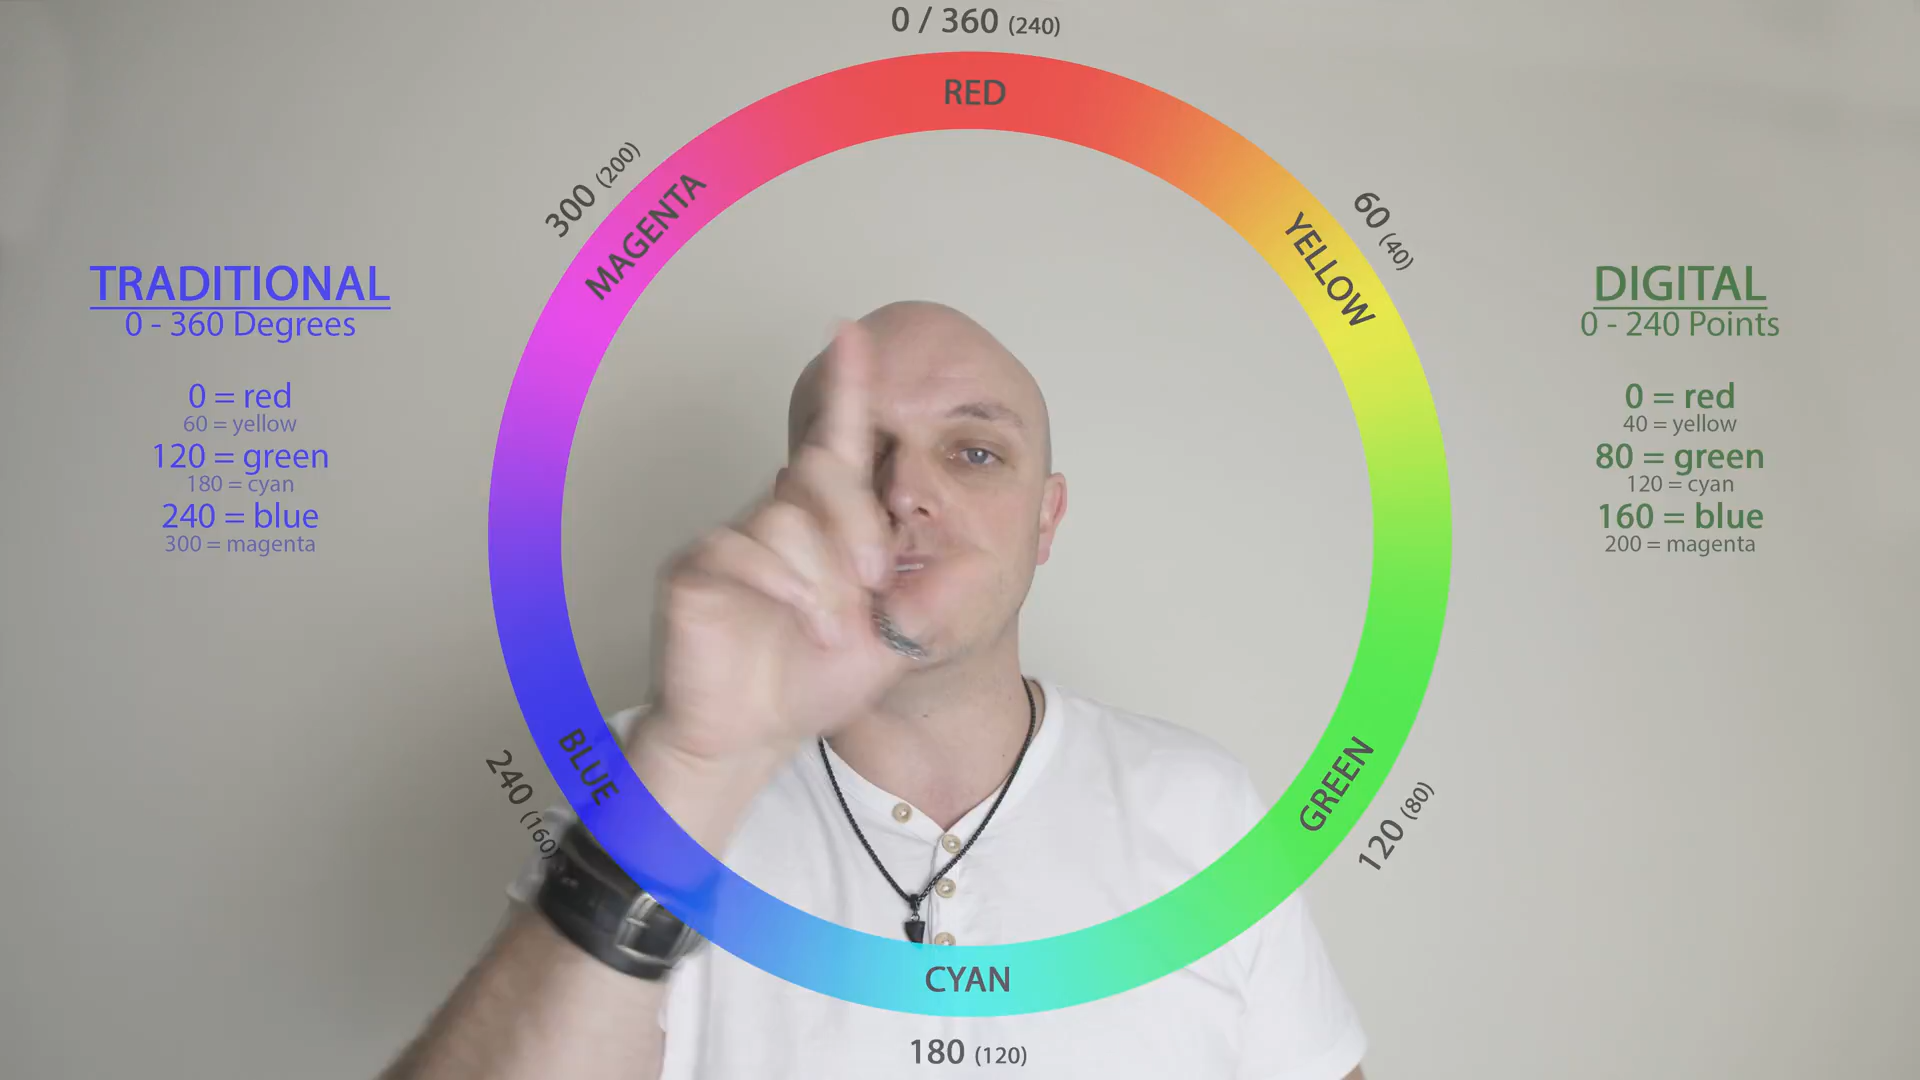 0 / 360 (240)
RED
300 (200)
MAGENTA
60 (40)
YELLOW
TRADITIONAL
0 - 360 Degrees
0 = red
60 = yellow
120 = green
180 = cyan
240 = blue
300 = magenta
DIGITAL
0 - 240 Points
0 = red
40 = yellow
80 = green
120 = cyan
160 = blue
200 = magenta
BLUE
240 (160)
GREEN
120 (80)
CYAN
180 (120)